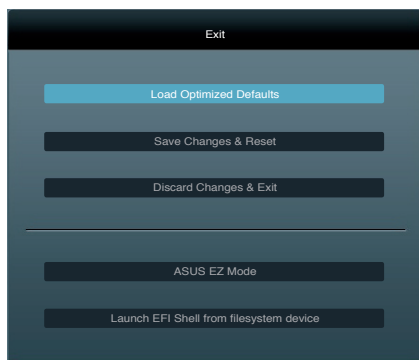 Exit
Load Optimized Defaults
Save Changes & Reset
Discard Changes & Exit
ASUS EZ Mode
Launch EFI Shell from filesystem device